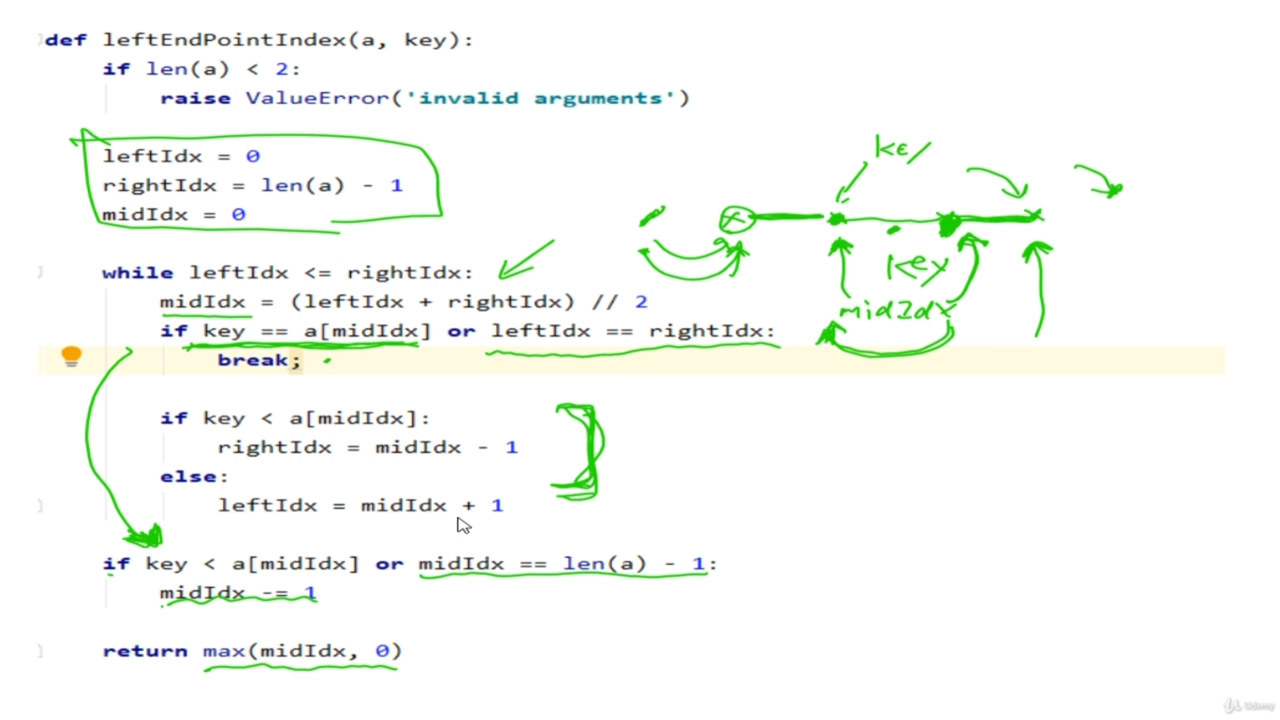 def leftEndPointIndex(a, key):
if len(a) < 2:
raise ValueError('invalid arguments')
leftIdx = 0
rightIdx = len(a) - 1
midIdx = 0
key
while leftIdx <= rightIdx:
key
midIdx = (leftIdx + rightIdx) // 2
midIdx
if key == a[midIdx] or leftIdx == rightIdx:
break;
if key < a[midIdx]:
rightIdx = midIdx - 1
else:
leftIdx = midIdx + 1
if key < a[midIdx] or midIdx == len(a) - 1:
midIdx -= 1
return max(midIdx, 0)
Udemy